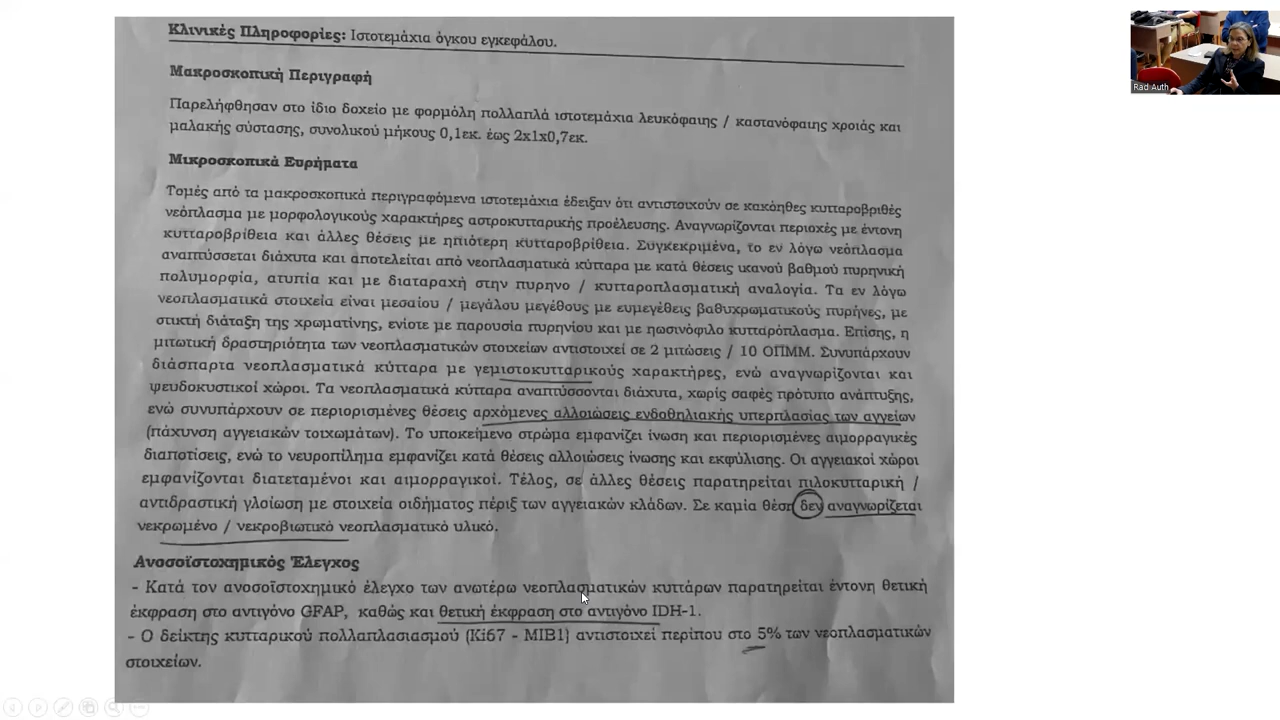 Κλινικές Πληροφορίες: Ιστοτεμάχια όγκου εγκεφάλου.
Μακροσκοπική Περιγραφή
Παρελήφθησαν στο ίδιο δοχείο με φορμόλη πολλαπλά ιστοτεμάχια λευκόφαιης / καστανόφαιης χροιάς και
μαλακής σύστασης, συνολικού μήκους 0,1εκ. έως 2x1x0,7εκ.
Μικροσκοπικά Ευρήματα
Τομές από τα μακροσκοπικά περιγραφόμενα ιστοτεμάχια έδειξαν ότι αντιστοιχούν σε κακόηθες κυτταροβριθές
νεόπλασμα με μορφολογικούς χαρακτήρες αστροκυτταρικής προέλευσης. Αναγνωρίζονται περιοχές με έντονη
κυτταροβρίθεια και άλλες θέσεις με ηπιότερη κυτταροβρίθεια. Συγκεκριμένα, το εν λόγω νεόπλασμα
αναπτύσσεται διάχυτα και αποτελείται από νεοπλασματικά κύτταρα με κατά θέσεις ικανού βαθμού πυρηνική
πολυμορφία, ατυπία και με διαταραχή στην πυρηνο / κυτταροπλασματική αναλογία. Τα εν λόγω
νεοπλασματικά στοιχεία είναι μεσαίου / μεγάλου μεγέθους με ευμεγέθεις βαθυχρωματικούς πυρήνες, με
στικτή διάταξη της χρωματίνης, ενίοτε με παρουσία πυρηνίου και με ηωσινόφιλο κυτταρόπλασμα. Επίσης, η
μιτωτική δραστηριότητα των νεοπλασματικών στοιχείων αντιστοιχεί σε 2 μιτώσεις / 10 ΟΠΜΜ. Συνυπάρχουν
διάσπαρτα νεοπλασματικά κύτταρα με γεμιστοκυτταρικούς χαρακτήρες, ενώ αναγνωρίζονται και
ψευδοκυστικοί χώροι. Τα νεοπλασματικά κύτταρα αναπτύσσονται διάχυτα, χωρίς σαφές πρότυπο ανάπτυξης,
ενώ συνυπάρχουν σε περιορισμένες θέσεις αρχόμενες αλλοιώσεις ενδοθηλιακής υπερπλασίας των αγγείων
(πάχυνση αγγειακών τοιχωμάτων). Το υποκείμενο στρώμα εμφανίζει ίνωση και περιορισμένες αιμορραγικές
διαποτίσεις, ενώ το νευροπίλημα εμφανίζει κατά θέσεις αλλοιώσεις ίνωσης και εκφύλισης. Οι αγγειακοί χώροι
εμφανίζονται διατεταμένοι και αιμορραγικοί. Τέλος, σε άλλες θέσεις παρατηρείται πιλοκυτταρική /
αντιδραστική γλοίωση με στοιχεία οιδήματος πέριξ των αγγειακών κλάδων. Σε καμία θέση δεν αναγνωρίζεται
νεκρωμένο / νεκροβιωτικό νεοπλασματικό υλικό.
Ανοσοϊστοχημικός Έλεγχος
- Κατά τον ανοσοϊστοχημικό έλεγχο των ανωτέρω νεοπλασματικών κυττάρων παρατηρείται έντονη θετική
έκφραση στο αντιγόνο GFAP, καθώς και θετική έκφραση στο αντιγόνο IDH-1.
- Ο δείκτης κυτταρικού πολλαπλασιασμού (Ki67 - MIB1) αντιστοιχεί περίπου στο 5% των νεοπλασματικών
στοιχείων.
Rad Auth